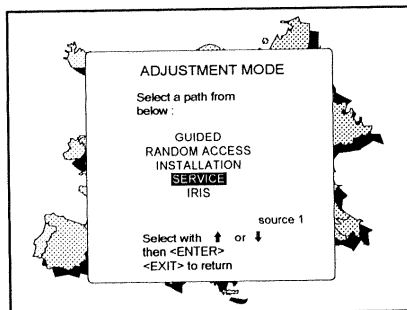 ADJUSTMENT MODE
Select a path from
below :
GUIDED
RANDOM ACCESS
INSTALLATION
SERVICE
IRIS
source 1
Select with ↑ or ↓
then <ENTER>
<EXIT> to return